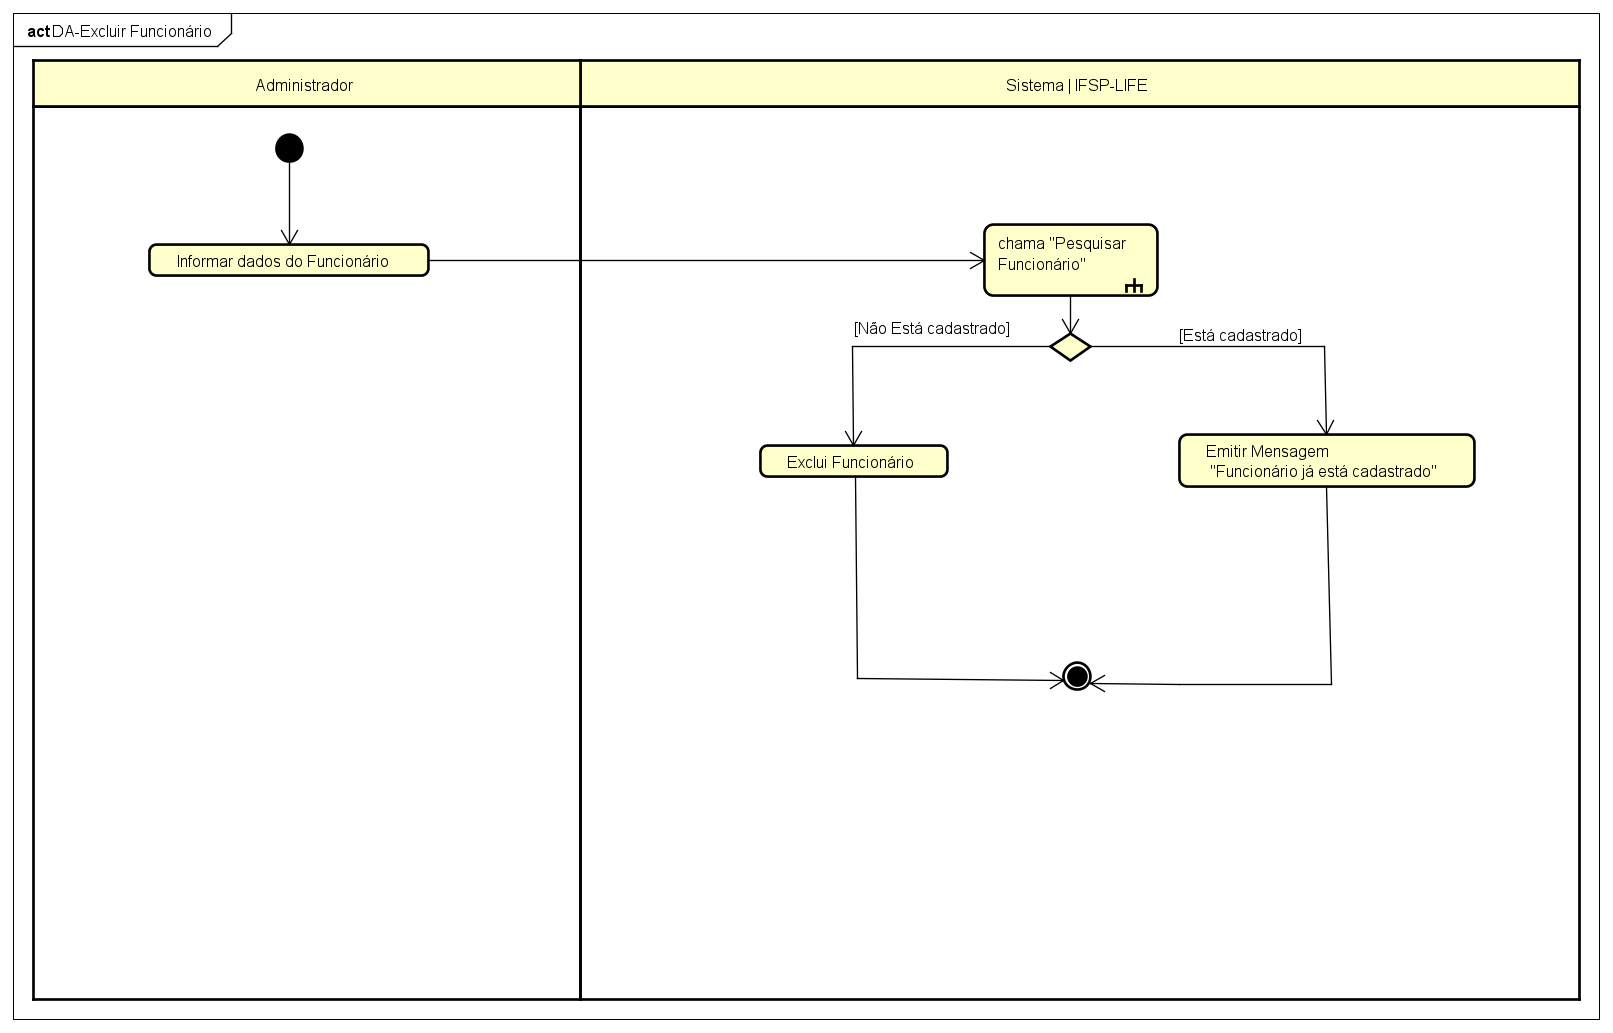 act DA-Excluir Funcionário
Administrador
Sistema | IFSP-LIFE
Informar dados do Funcionário
chama "Pesquisar
Funcionário"
[Não Está cadastrado]
[Está cadastrado]
Exclui Funcionário
Emitir Mensagem
"Funcionário já está cadastrado"